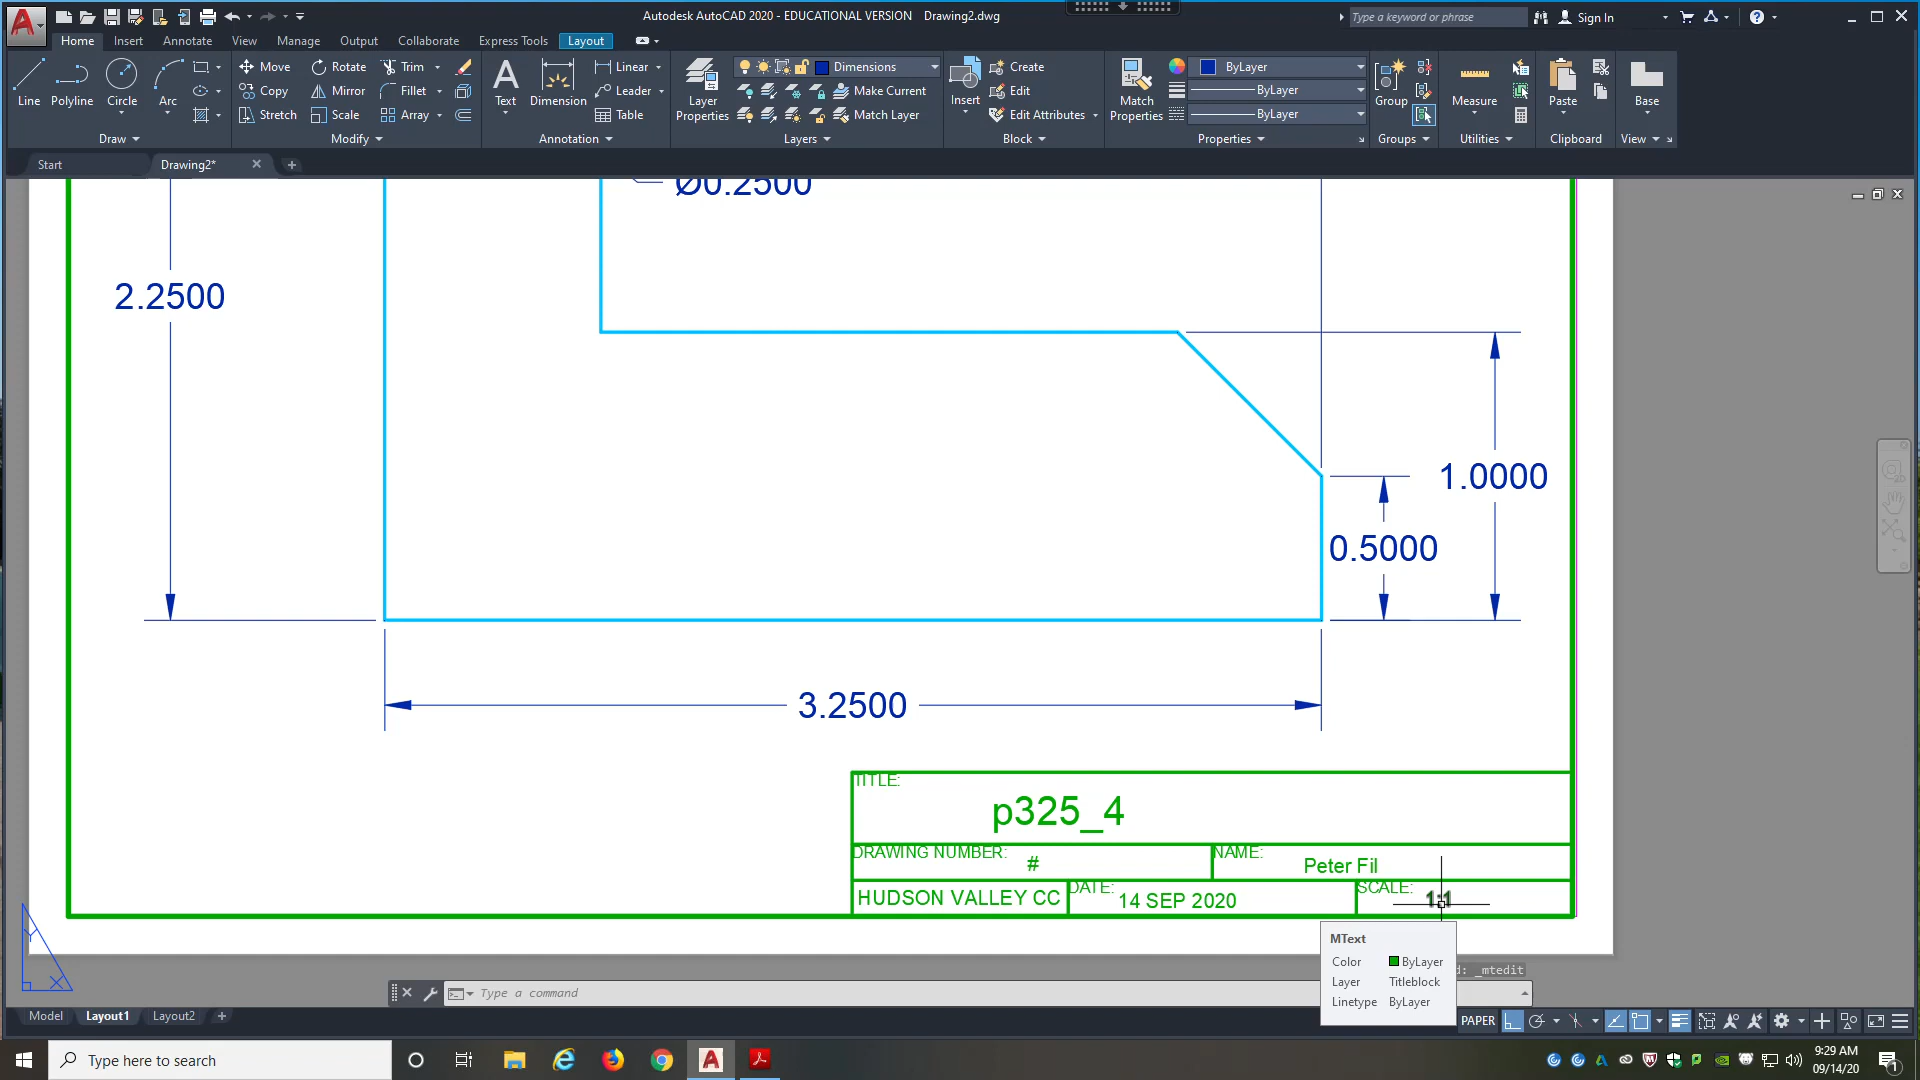 Autodesk AutoCAD 2020 - EDUCATIONAL VERSION Drawing2.dwg
Type a keyword or phrase
Sign In
Home Insert Annotate View Manage Output Collaborate Express Tools Layout
Line Polyline Circle Arc
Move Rotate Trim
Copy Mirror Fillet
Stretch Scale Array
Text Dimension
Linear
Leader
Table
Layer Properties
Dimensions
Make Current
Match Layer
Insert
Create
Edit
Edit Attributes
Match Properties
ByLayer
ByLayer
ByLayer
Group
Measure
Paste
Base
Draw Modify Annotation Layers Block Properties Groups Utilities Clipboard View
Start Drawing2*
Ø0.2500
2.2500
1.0000
0.5000
3.2500
TITLE:
p325_4
DRAWING NUMBER: #
NAME: Peter Fil
HUDSON VALLEY CC
DATE: 14 SEP 2020
SCALE: 1:1
MText
Color ByLayer
Layer Titleblock
Linetype ByLayer
d: _mtedit
Type a command
Y
X
Model Layout1 Layout2
PAPER
Type here to search
9:29 AM
09/14/20
1